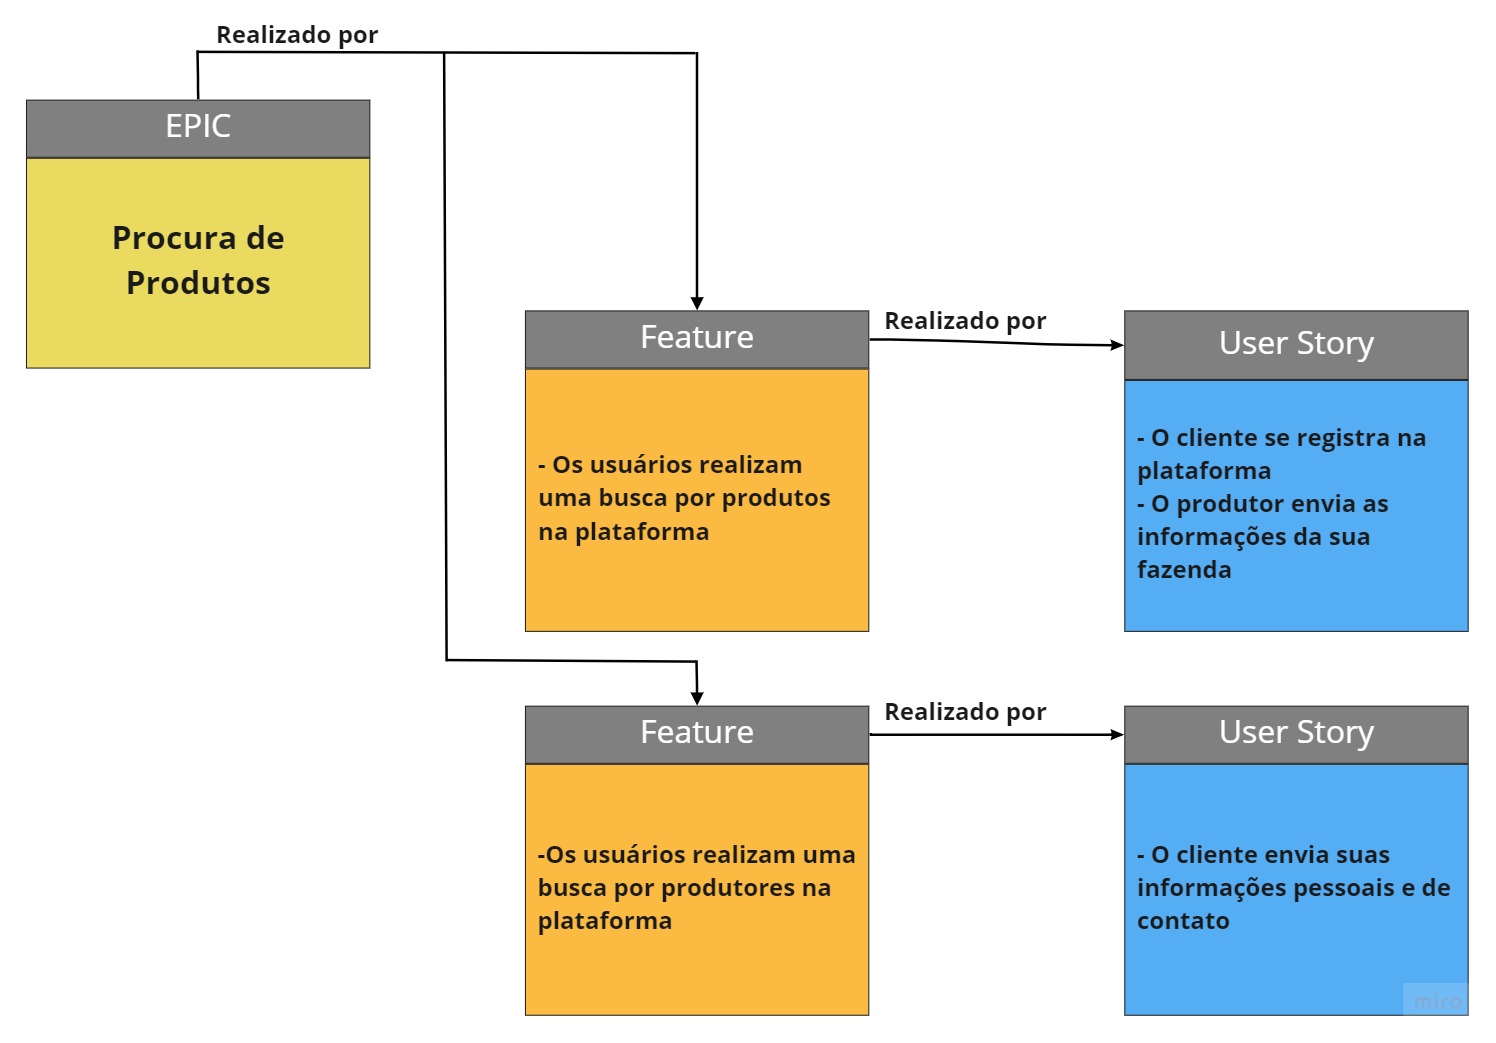 Realizado por
EPIC
Procura de
Produtos
Feature
- Os usuários realizam
uma busca por produtos
na plataforma
Realizado por
User Story
- O cliente se registra na
plataforma
- O produtor envia as
informações da sua
fazenda
Feature
-Os usuários realizam uma
busca por produtores na
plataforma
Realizado por
User Story
- O cliente envia suas
informações pessoais e de
contato
miro